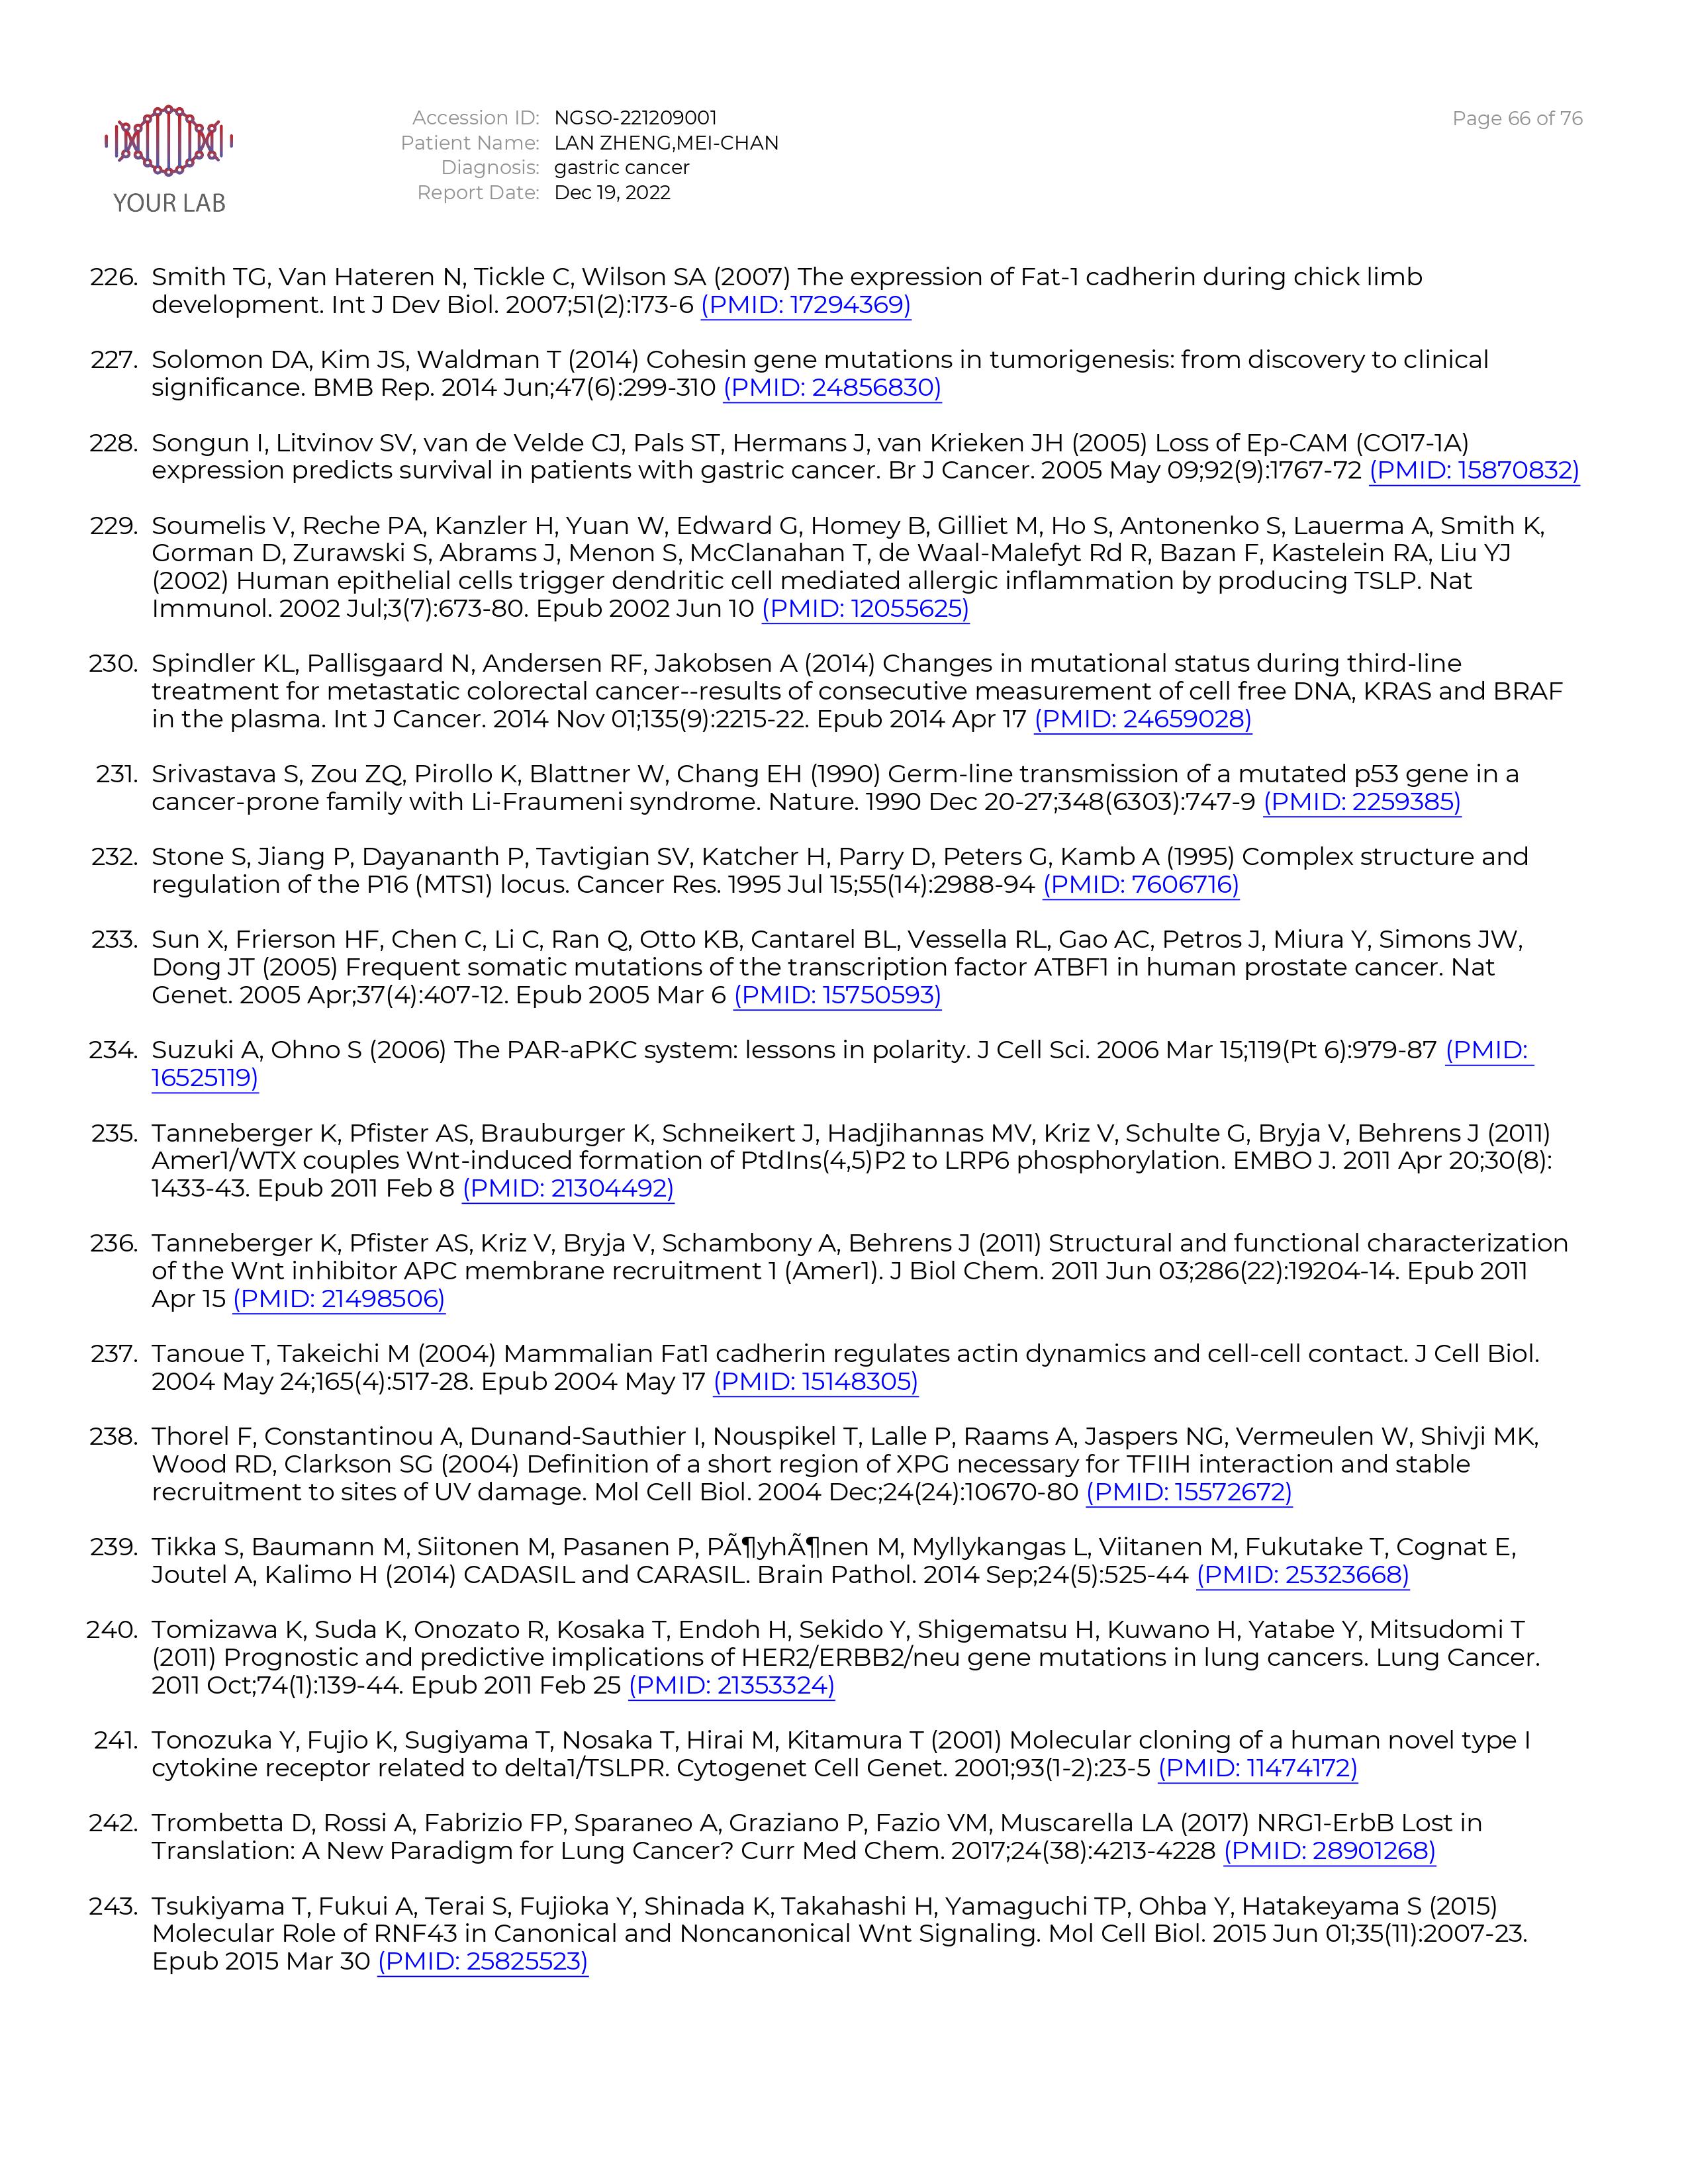 YOUR LAB
Accession ID: NGSO-221209001
Patient Name: LAN ZHENG,MEI-CHAN
Diagnosis: gastric cancer
Report Date: Dec 19, 2022
Page 66 of 76
226. Smith TG, Van Hateren N, Tickle C, Wilson SA (2007) The expression of Fat-1 cadherin during chick limb
development. Int J Dev Biol. 2007;51(2):173-6 (PMID: 17294369)
227. Solomon DA, Kim JS, Waldman T (2014) Cohesin gene mutations in tumorigenesis: from discovery to clinical
significance. BMB Rep. 2014 Jun;47(6):299-310 (PMID: 24856830)
228. Songun I, Litvinov SV, van de Velde CJ, Pals ST, Hermans J, van Krieken JH (2005) Loss of Ep-CAM (CO17-1A)
expression predicts survival in patients with gastric cancer. Br J Cancer. 2005 May 09;92(9):1767-72 (PMID: 15870832)
229. Soumelis V, Reche PA, Kanzler H, Yuan W, Edward G, Homey B, Gilliet M, Ho S, Antonenko S, Lauerma A, Smith K,
Gorman D, Zurawski S, Abrams J, Menon S, McClanahan T, de Waal-Malefyt Rd R, Bazan F, Kastelein RA, Liu YJ
(2002) Human epithelial cells trigger dendritic cell mediated allergic inflammation by producing TSLP. Nat
Immunol. 2002 Jul;3(7):673-80. Epub 2002 Jun 10 (PMID: 12055625)
230. Spindler KL, Pallisgaard N, Andersen RF, Jakobsen A (2014) Changes in mutational status during third-line
treatment for metastatic colorectal cancer--results of consecutive measurement of cell free DNA, KRAS and BRAF
in the plasma. Int J Cancer. 2014 Nov 01;135(9):2215-22. Epub 2014 Apr 17 (PMID: 24659028)
231. Srivastava S, Zou ZQ, Pirollo K, Blattner W, Chang EH (1990) Germ-line transmission of a mutated p53 gene in a
cancer-prone family with Li-Fraumeni syndrome. Nature. 1990 Dec 20-27;348(6303):747-9 (PMID: 2259385)
232. Stone S, Jiang P, Dayananth P, Tavtigian SV, Katcher H, Parry D, Peters G, Kamb A (1995) Complex structure and
regulation of the P16 (MTS1) locus. Cancer Res. 1995 Jul 15;55(14):2988-94 (PMID: 7606716)
233. Sun X, Frierson HF, Chen C, Li C, Ran Q, Otto KB, Cantarel BL, Vessella RL, Gao AC, Petros J, Miura Y, Simons JW,
Dong JT (2005) Frequent somatic mutations of the transcription factor ATBF1 in human prostate cancer. Nat
Genet. 2005 Apr;37(4):407-12. Epub 2005 Mar 6 (PMID: 15750593)
234. Suzuki A, Ohno S (2006) The PAR-aPKC system: lessons in polarity. J Cell Sci. 2006 Mar 15;119(Pt 6):979-87 (PMID:
16525119)
235. Tanneberger K, Pfister AS, Brauburger K, Schneikert J, Hadjihannas MV, Kriz V, Schulte G, Bryja V, Behrens J (2011)
Amer1/WTX couples Wnt-induced formation of PtdIns(4,5)P2 to LRP6 phosphorylation. EMBO J. 2011 Apr 20;30(8):
1433-43. Epub 2011 Feb 8 (PMID: 21304492)
236. Tanneberger K, Pfister AS, Kriz V, Bryja V, Schambony A, Behrens J (2011) Structural and functional characterization
of the Wnt inhibitor APC membrane recruitment 1 (Amer1). J Biol Chem. 2011 Jun 03;286(22):19204-14. Epub 2011
Apr 15 (PMID: 21498506)
237. Tanoue T, Takeichi M (2004) Mammalian Fat1 cadherin regulates actin dynamics and cell-cell contact. J Cell Biol.
2004 May 24;165(4):517-28. Epub 2004 May 17 (PMID: 15148305)
238. Thorel F, Constantinou A, Dunand-Sauthier I, Nouspikel T, Lalle P, Raams A, Jaspers NG, Vermeulen W, Shivji MK,
Wood RD, Clarkson SG (2004) Definition of a short region of XPG necessary for TFIIH interaction and stable
recruitment to sites of UV damage. Mol Cell Biol. 2004 Dec;24(24):10670-80 (PMID: 15572672)
239. Tikka S, Baumann M, Siitonen M, Pasanen P, PÃ¶yhÃ¶nen M, Myllykangas L, Viitanen M, Fukutake T, Cognat E,
Joutel A, Kalimo H (2014) CADASIL and CARASIL. Brain Pathol. 2014 Sep;24(5):525-44 (PMID: 25323668)
240. Tomizawa K, Suda K, Onozato R, Kosaka T, Endoh H, Sekido Y, Shigematsu H, Kuwano H, Yatabe Y, Mitsudomi T
(2011) Prognostic and predictive implications of HER2/ERBB2/neu gene mutations in lung cancers. Lung Cancer.
2011 Oct;74(1):139-44. Epub 2011 Feb 25 (PMID: 21353324)
241. Tonozuka Y, Fujio K, Sugiyama T, Nosaka T, Hirai M, Kitamura T (2001) Molecular cloning of a human novel type I
cytokine receptor related to delta1/TSLPR. Cytogenet Cell Genet. 2001;93(1-2):23-5 (PMID: 11474172)
242. Trombetta D, Rossi A, Fabrizio FP, Sparaneo A, Graziano P, Fazio VM, Muscarella LA (2017) NRG1-ErbB Lost in
Translation: A New Paradigm for Lung Cancer? Curr Med Chem. 2017;24(38):4213-4228 (PMID: 28901268)
243. Tsukiyama T, Fukui A, Terai S, Fujioka Y, Shinada K, Takahashi H, Yamaguchi TP, Ohba Y, Hatakeyama S (2015)
Molecular Role of RNF43 in Canonical and Noncanonical Wnt Signaling. Mol Cell Biol. 2015 Jun 01;35(11):2007-23.
Epub 2015 Mar 30 (PMID: 25825523)